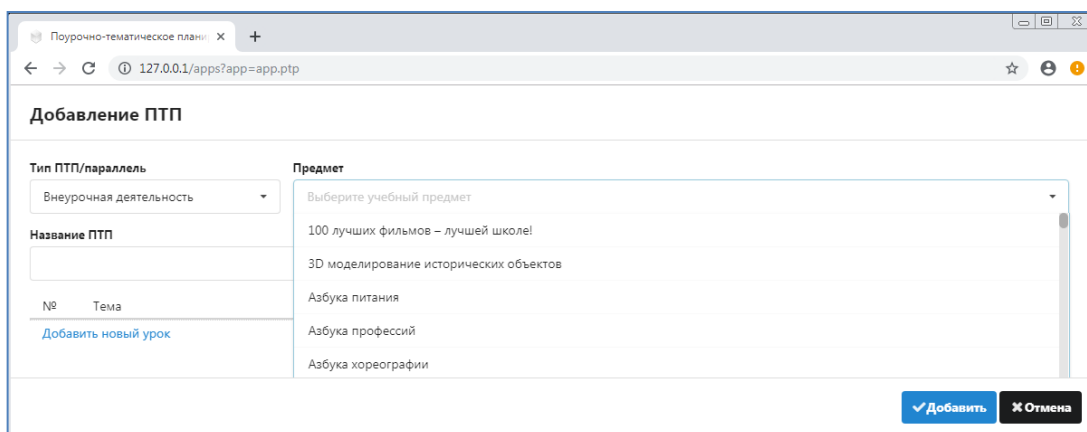 Поурочно-тематическое плани
127.0.0.1/apps?app=app.ptp
Добавление ПТП
Тип ПТП/параллель Предмет
Внеурочная деятельность Выберите учебный предмет
Название ПТП
100 лучших фильмов – лучшей школе!
3D моделирование исторических объектов
Азбука питания
№ Тема
Добавить новый урок
Азбука профессий
Азбука хореографии
Добавить Отмена